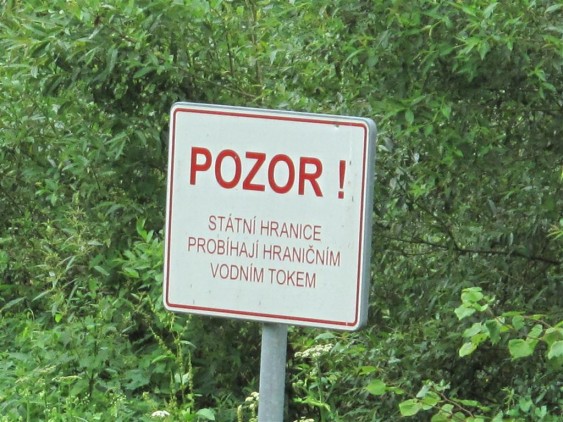 POZOR !
STÁTNÍ HRANICE
PROBÍHAJÍ HRANIČNÍM
VODNÍM TOKEM